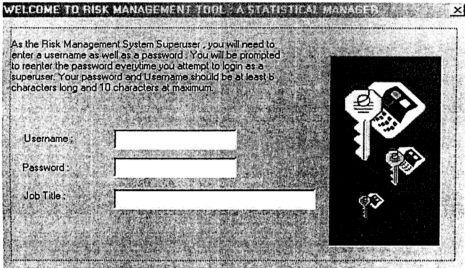 WELCOME TO RISK MANAGEMENT TOOL : A STATISTICAL MANAGER
As the Risk Management System Superuser , you will need to
enter a username as well as a password . You will be prompted
to reenter the password everytime you attempt to login as a
superuser. Your password and Username should be at least 6
characters long and 10 characters at maximum.
Username :
Password :
Job Title :